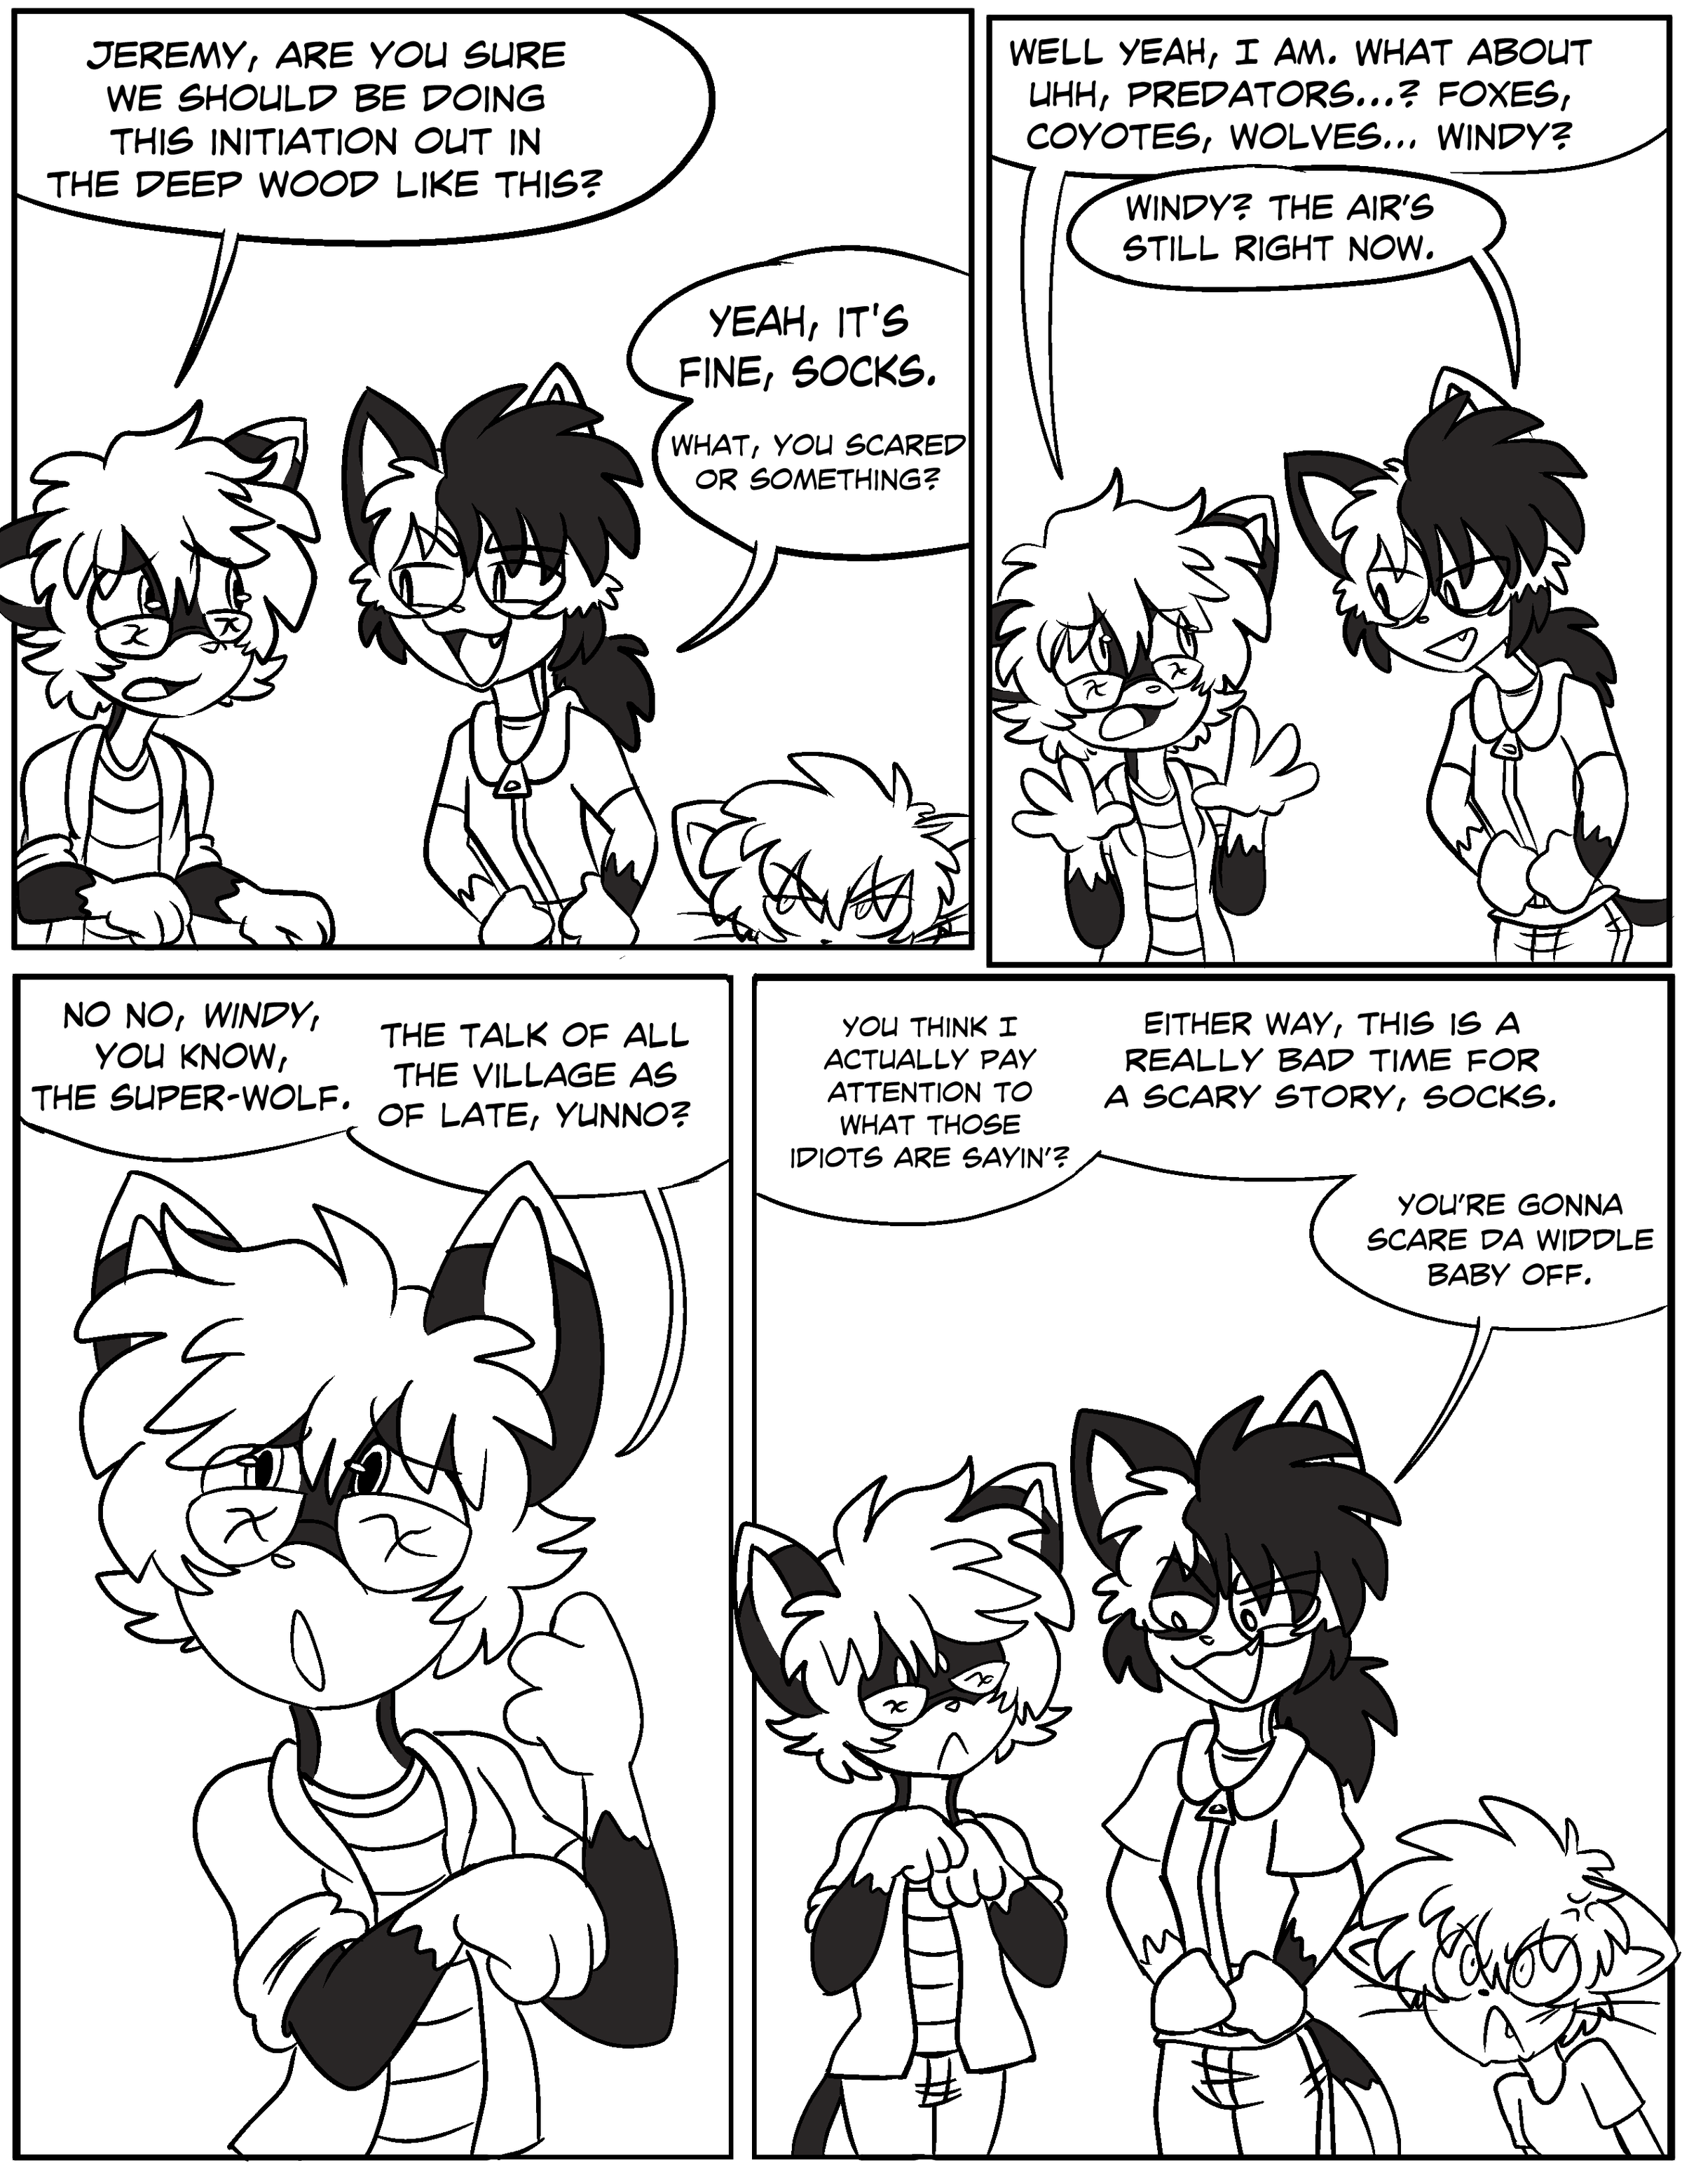 JEREMY, ARE YOU SURE
WE SHOULD BE DOING
THIS INITIATION OUT IN
THE DEEP WOOD LIKE THIS?
YEAH, IT'S
FINE, SOCKS.
WHAT, YOU SCARED
OR SOMETHING?
WELL YEAH, I AM. WHAT ABOUT
UHH, PREDATORS...? FOXES,
COYOTES, WOLVES... WINDY?
WINDY? THE AIR'S
STILL RIGHT NOW.
NO NO, WINDY,
YOU KNOW,
THE SUPER-WOLF.
THE TALK OF ALL
THE VILLAGE AS
OF LATE, YUNNO?
YOU THINK I
ACTUALLY PAY
ATTENTION TO
WHAT THOSE
IDIOTS ARE SAYIN'?
EITHER WAY, THIS IS A
REALLY BAD TIME FOR
A SCARY STORY, SOCKS.
YOU'RE GONNA
SCARE DA WIDDLE
BABY OFF.